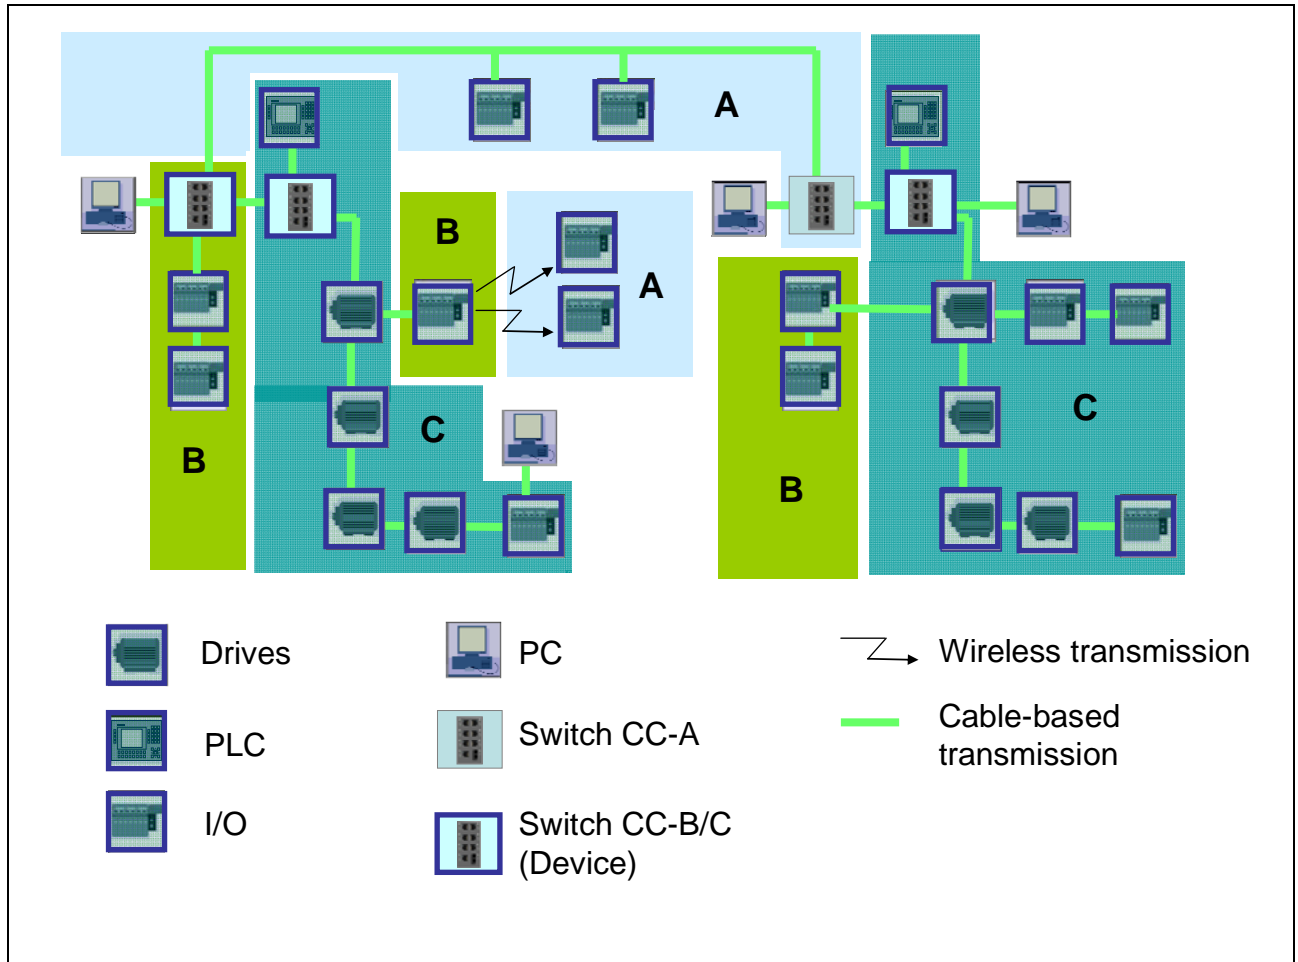 A
B
A
C
C
B
B
Drives
PC
Wireless transmission
PLC
Switch CC-A
Cable-based
transmission
I/O
Switch CC-B/C
(Device)